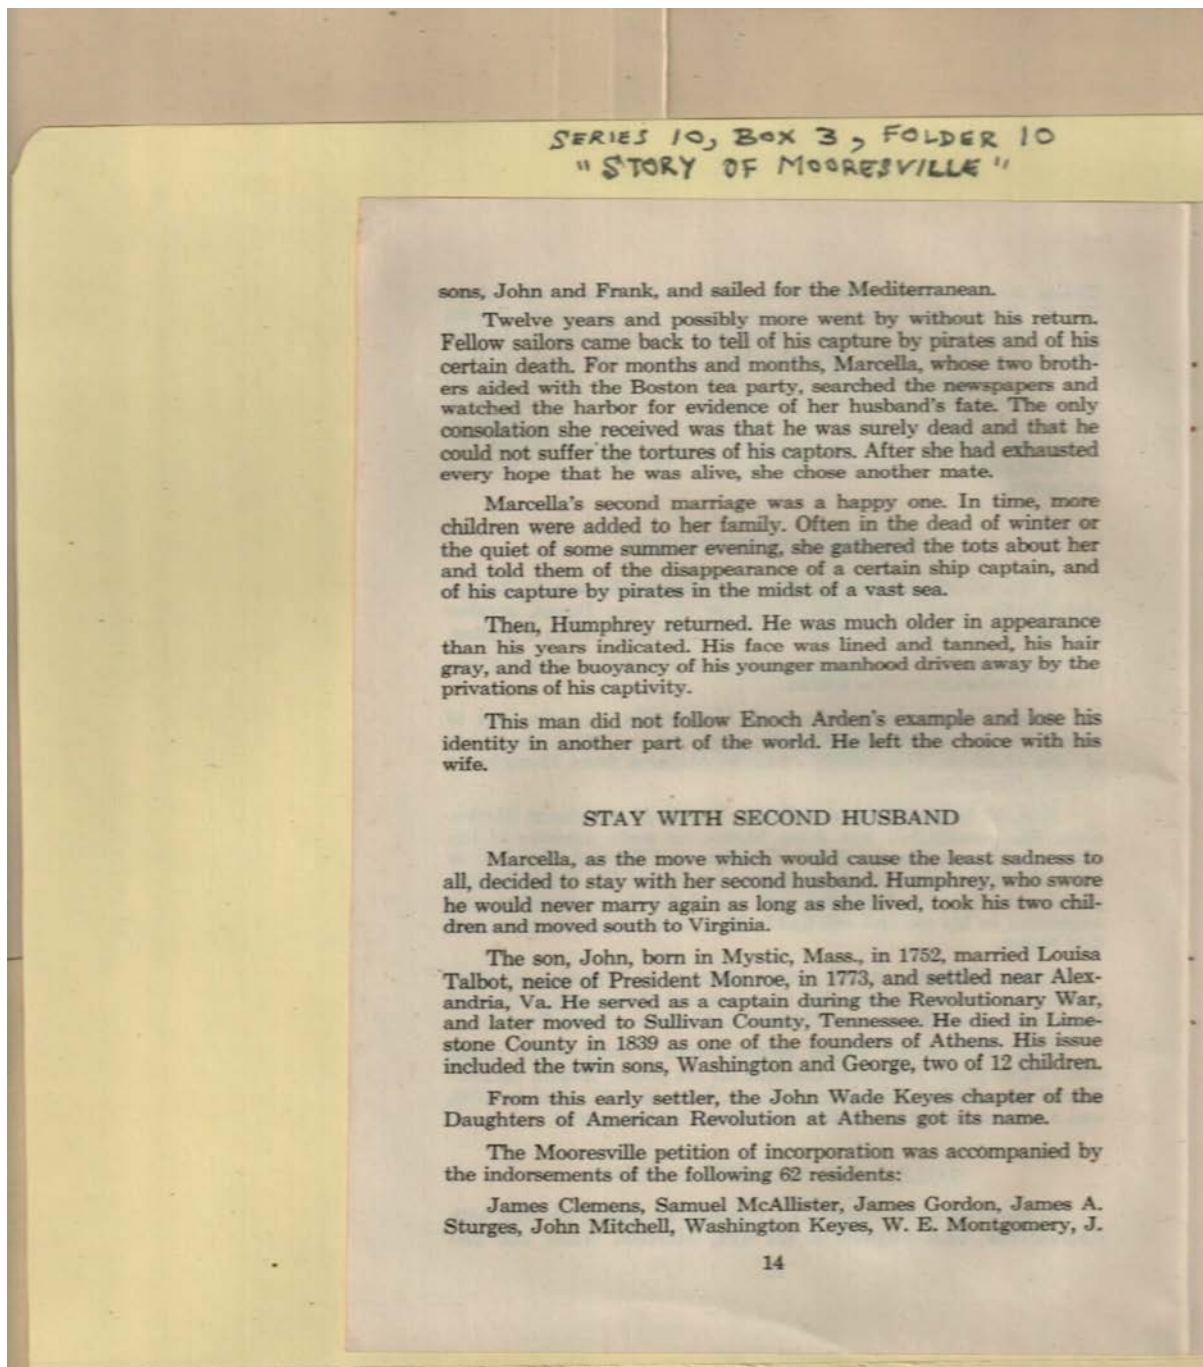 SERIES 10, BOX 3, FOLDER 10
"STORY OF MOORESVILLE"
sons, John and Frank, and sailed for the Mediterranean.
Twelve years and possibly more went by without his return.
Fellow sailors came back to tell of his capture by pirates and of his
certain death. For months and months, Marcella, whose two broth-
ers aided with the Boston tea party, searched the newspapers and
watched the harbor for evidence of her husband's fate. The only
consolation she received was that he was surely dead and that he
could not suffer the tortures of his captors. After she had exhausted
every hope that he was alive, she chose another mate.
Marcella's second marriage was a happy one. In time, more
children were added to her family. Often in the dead of winter or
the quiet of some summer evening, she gathered the tots about her
and told them of the disappearance of a certain ship captain, and
of his capture by pirates in the midst of a vast sea.
Then, Humphrey returned. He was much older in appearance
than his years indicated. His face was lined and tanned, his hair
gray, and the buoyancy of his younger manhood driven away by the
privations of his captivity.
This man did not follow Enoch Arden's example and lose his
identity in another part of the world. He left the choice with his
wife.
STAY WITH SECOND HUSBAND
Marcella, as the move which would cause the least sadness to
all, decided to stay with her second husband. Humphrey, who swore
he would never marry again as long as she lived, took his two chil-
dren and moved south to Virginia.
The son, John, born in Mystic, Mass., in 1752, married Louisa
Talbot, neice of President Monroe, in 1773, and settled near Alex-
andria, Va. He served as a captain during the Revolutionary War,
and later moved to Sullivan County, Tennessee. He died in Lime-
stone County in 1839 as one of the founders of Athens. His issue
included the twin sons, Washington and George, two of 12 children.
From this early settler, the John Wade Keyes chapter of the
Daughters of American Revolution at Athens got its name.
The Mooresville petition of incorporation was accompanied by
the indorsements of the following 62 residents:
James Clemens, Samuel McAllister, James Gordon, James A.
Sturges, John Mitchell, Washington Keyes, W. E. Montgomery, J.
14